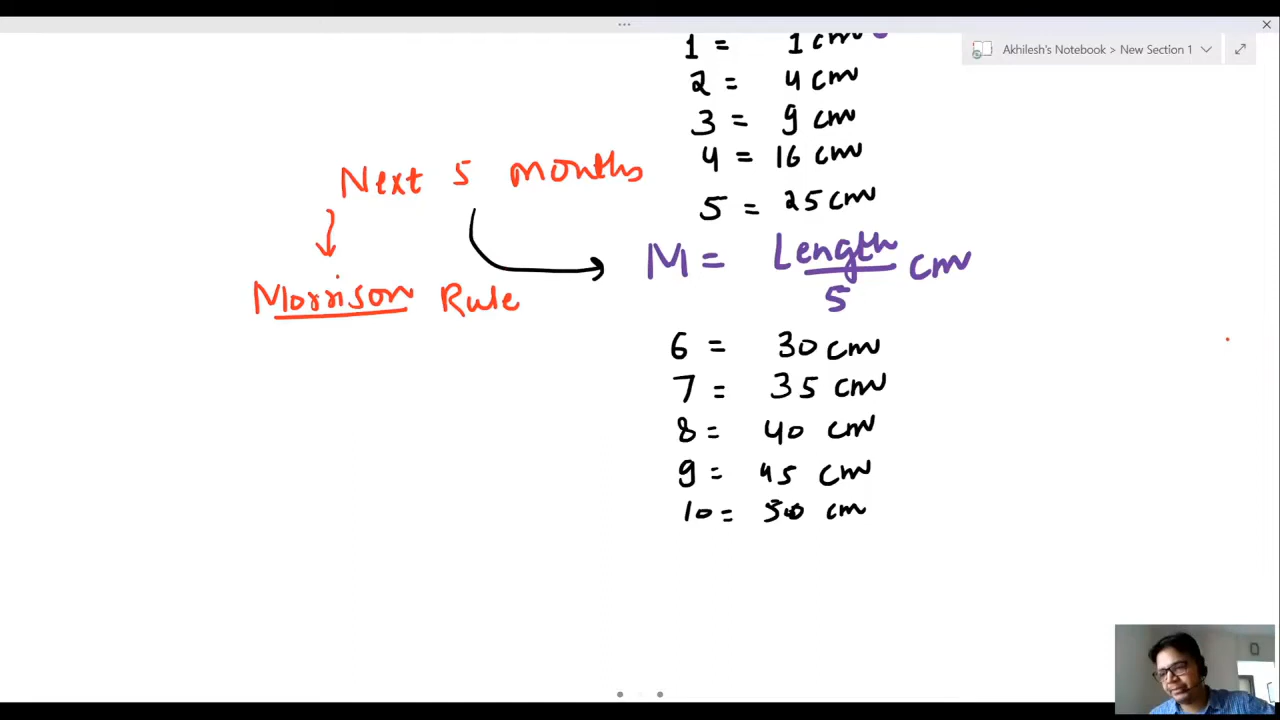 Akhilesh's Notebook > New Section 1
1 = 1 cm
2 = 4 cm
3 = 9 cm
4 = 16 cm
5 = 25 cm
Next 5 months
Morrison Rule
M = Length/5 cm
6 = 30 cm
7 = 35 cm
8 = 40 cm
9 = 45 cm
10 = 50 cm